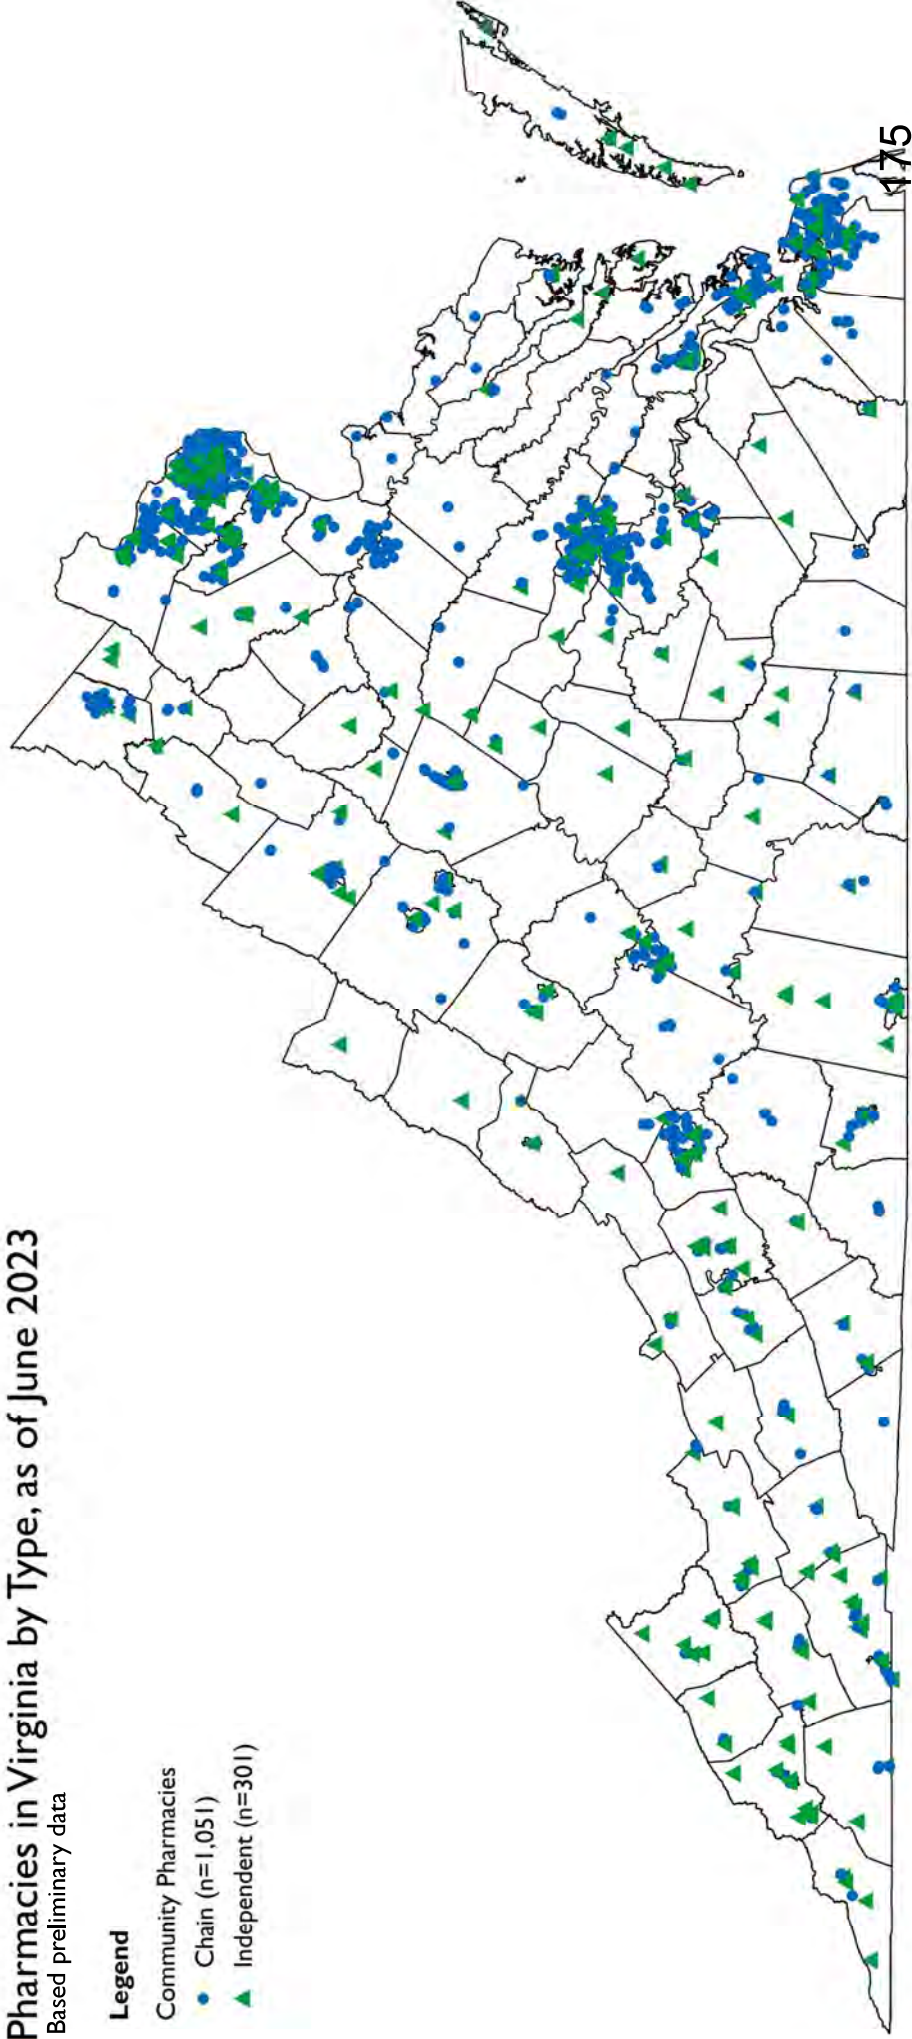 Pharmacies in Virginia by Type, as of June 2023
Based preliminary data
Legend
Community Pharmacies
Chain (n=1,051)
Independent (n=301)
175